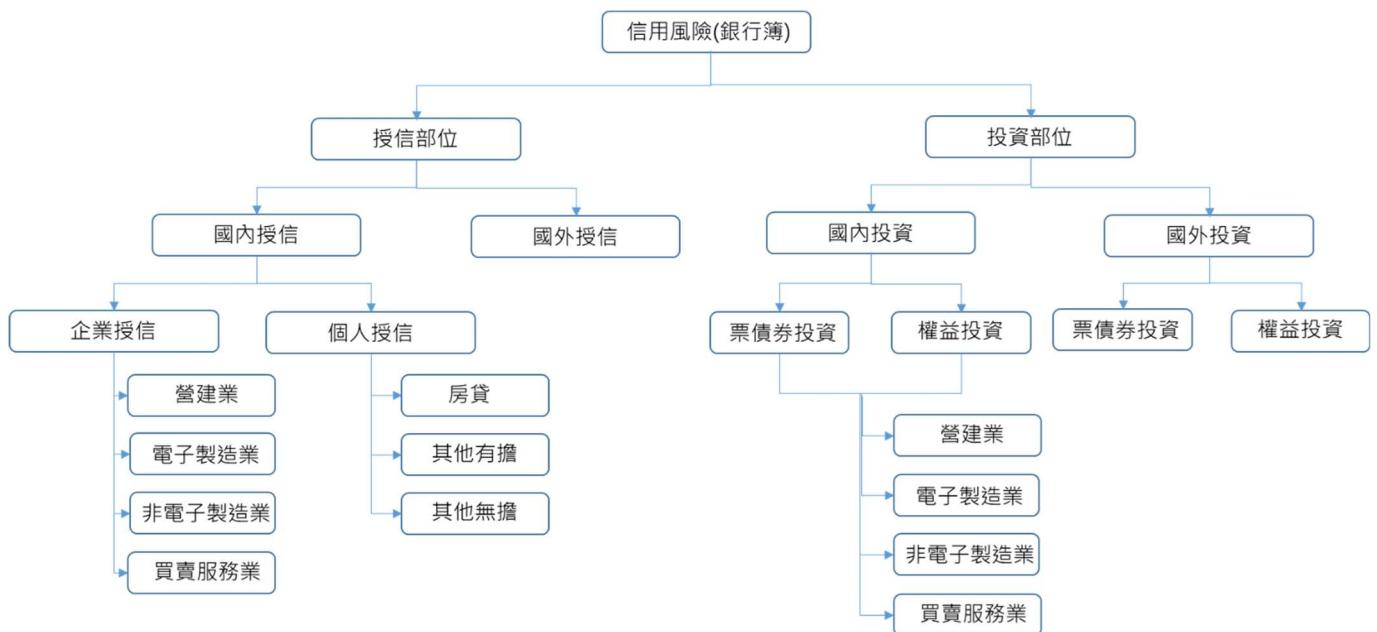 信用風險(銀行簿)
授信部位
投資部位
國內授信
國外授信
國內投資
國外投資
企業授信
個人授信
票債券投資
權益投資
票債券投資
權益投資
營建業
電子製造業
非電子製造業
買賣服務業
房貸
其他有擔
其他無擔
營建業
電子製造業
非電子製造業
買賣服務業